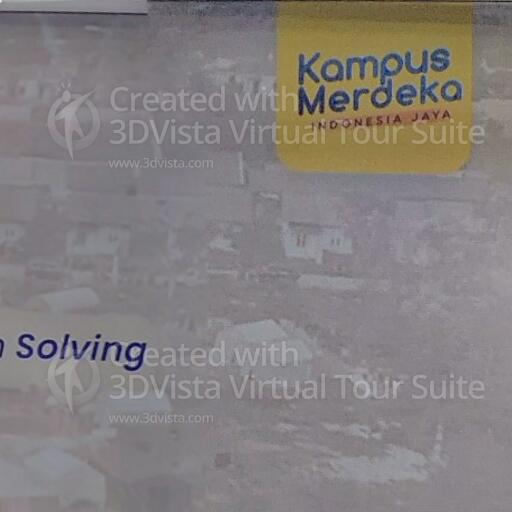 Kampus
Merdeka
INDONESIA JAYA
Created with
3DVista Virtual Tour Suite
www.3dvista.com
n Solving
Created with
3DVista Virtual Tour Suite
www.3dvista.com